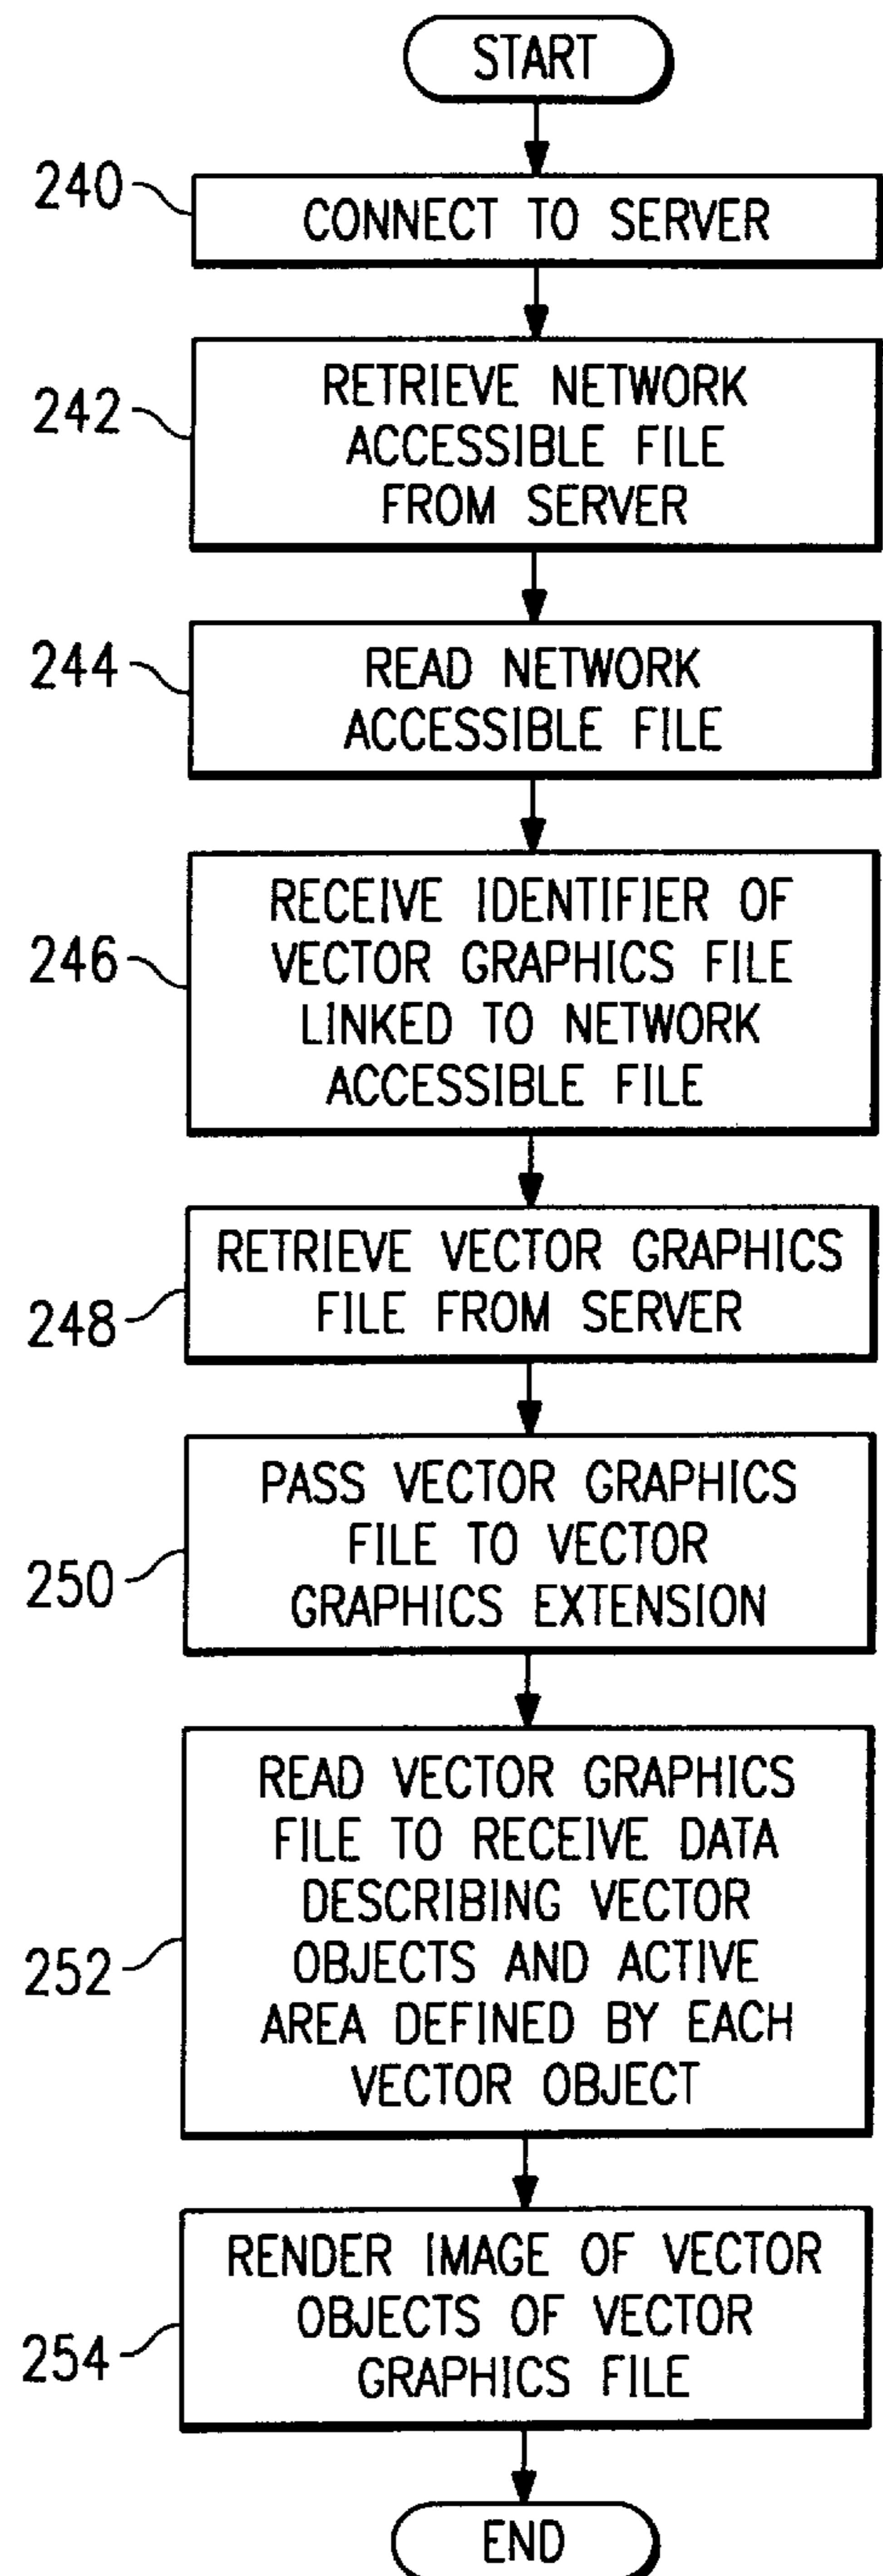 START
240
CONNECT TO SERVER
242
RETRIEVE NETWORK
ACCESSIBLE FILE
FROM SERVER
244
READ NETWORK
ACCESSIBLE FILE
246
RECEIVE IDENTIFIER OF
VECTOR GRAPHICS FILE
LINKED TO NETWORK
ACCESSIBLE FILE
248
RETRIEVE VECTOR GRAPHICS
FILE FROM SERVER
250
PASS VECTOR GRAPHICS
FILE TO VECTOR
GRAPHICS EXTENSION
252
READ VECTOR GRAPHICS
FILE TO RECEIVE DATA
DESCRIBING VECTOR
OBJECTS AND ACTIVE
AREA DEFINED BY EACH
VECTOR OBJECT
254
RENDER IMAGE OF VECTOR
OBJECTS OF VECTOR
GRAPHICS FILE
END